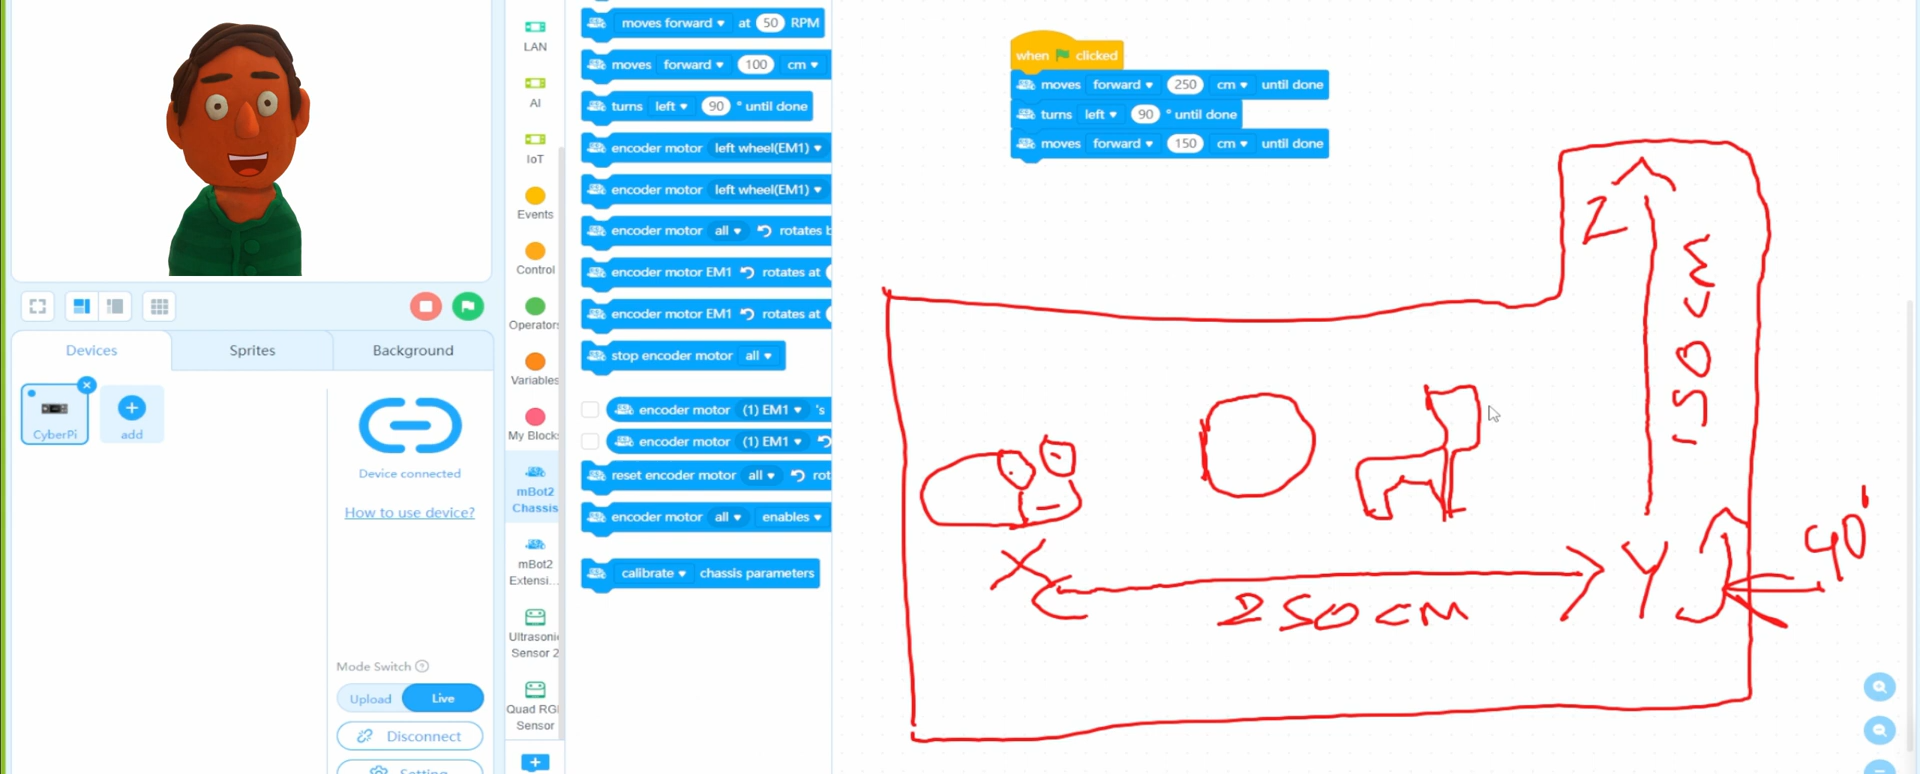 Devices
Sprites
Background
CyberPi
add
Device connected
How to use device?
Mode Switch ?
Upload
Live
Disconnect
LAN
AI
IoT
Events
Control
Operators
Variables
My Blocks
mBot2
Chassis
mBot2
Extensi...
Ultrasonic
Sensor 2
Quad RGB
Sensor
moves forward at 50 RPM
moves forward 100 cm
turns left 90 ° until done
encoder motor left wheel(EM1)
encoder motor left wheel(EM1)
encoder motor all rotates b
encoder motor EM1 rotates at
encoder motor EM1 rotates at
stop encoder motor all
encoder motor (1) EM1 's
encoder motor (1) EM1
reset encoder motor all rot
encoder motor all enables
calibrate chassis parameters
when clicked
moves forward 250 cm until done
turns left 90 ° until done
moves forward 150 cm until done
Z
150cm
X
250cm
Y
90°